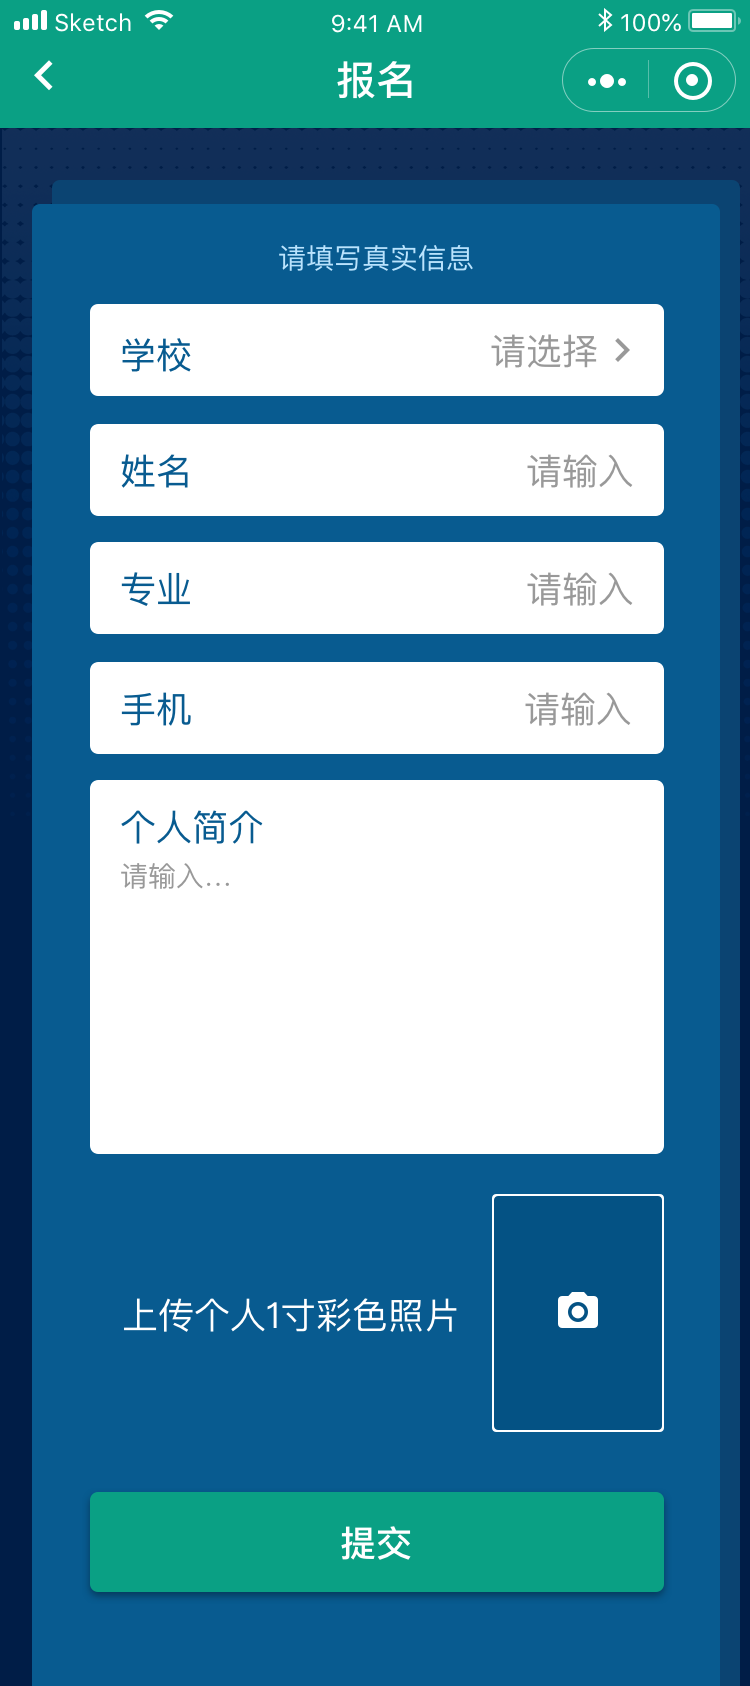 Sketch 9:41 AM 100%
报名
请填写真实信息
学校 请选择
姓名 请输入
专业 请输入
手机 请输入
个人简介
请输入...
上传个人1寸彩色照片
提交